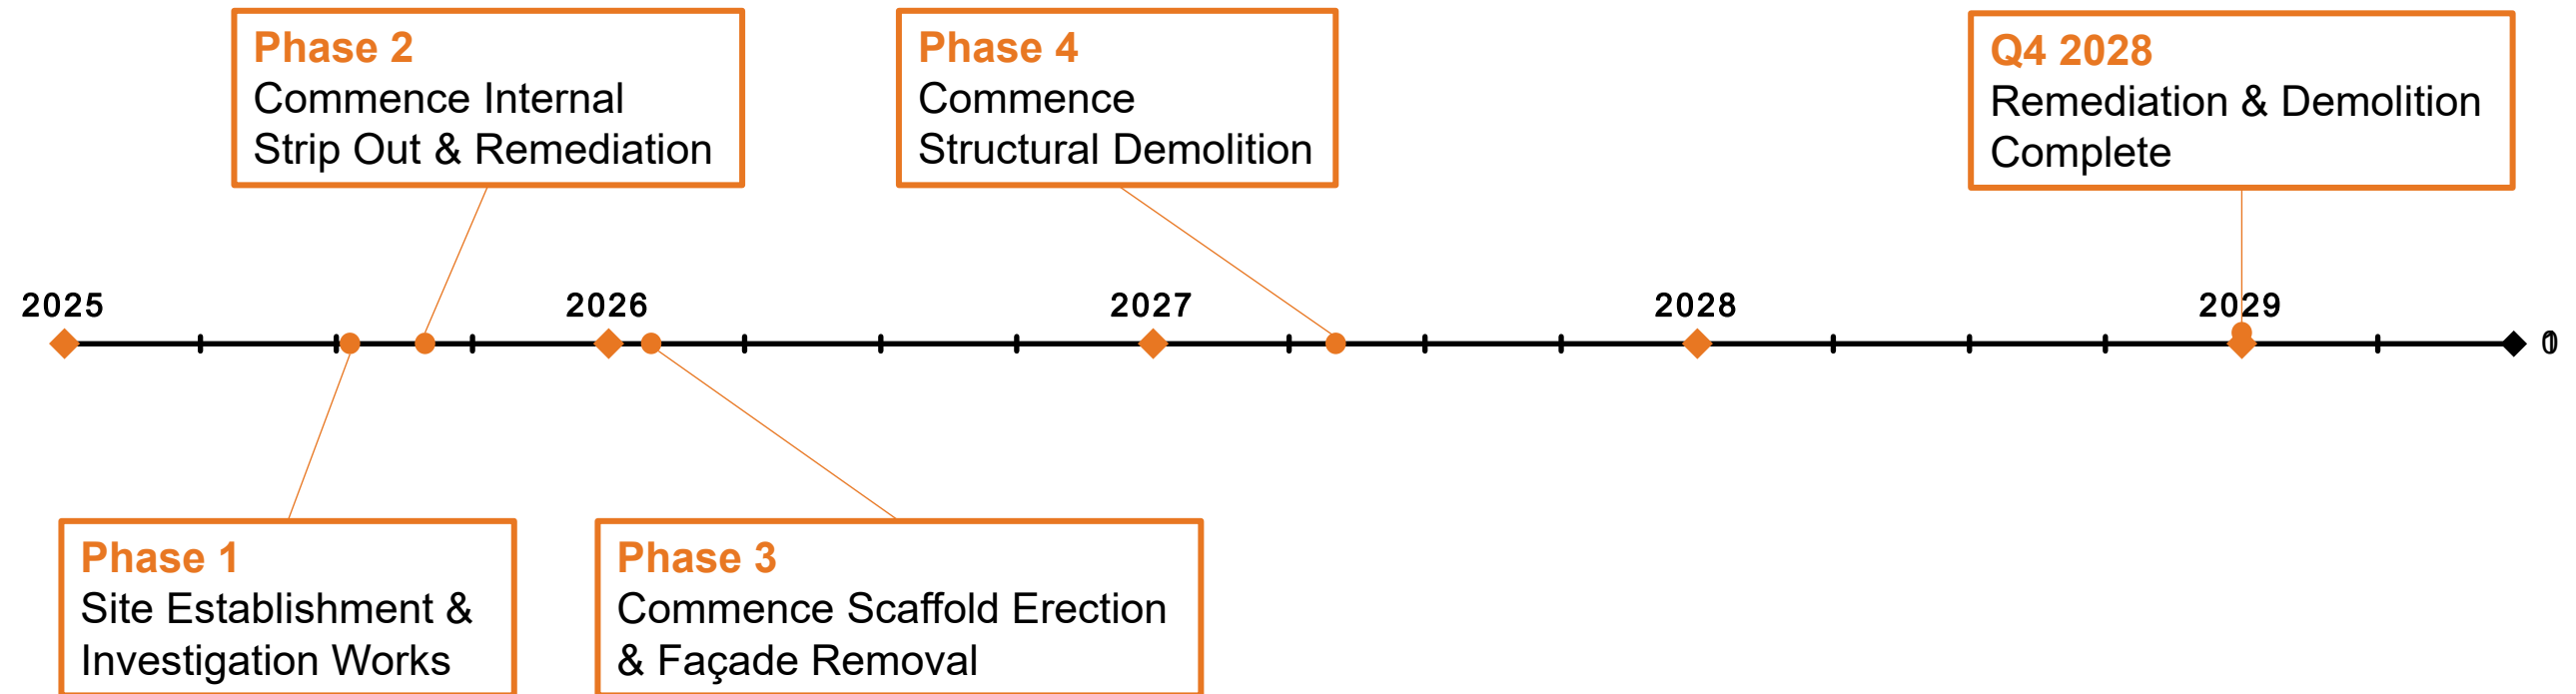 Phase 2
Commence Internal
Strip Out & Remediation
Phase 4
Commence
Structural Demolition
Q4 2028
Remediation & Demolition
Complete
2025
2026
2027
2028
2029
Phase 1
Site Establishment &
Investigation Works
Phase 3
Commence Scaffold Erection
& Façade Removal